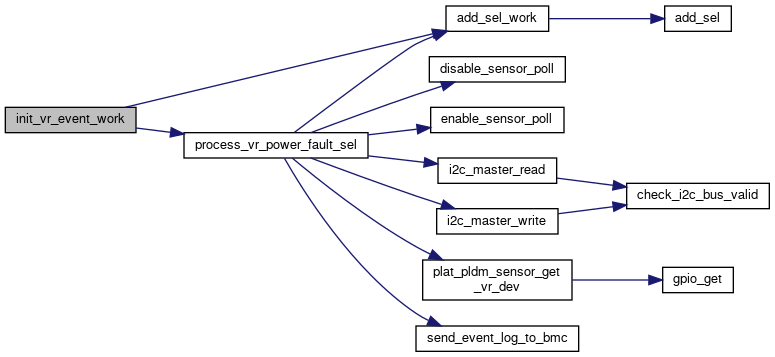 init_vr_event_work
process_vr_power_fault_sel
add_sel_work
disable_sensor_poll
enable_sensor_poll
i2c_master_read
i2c_master_write
plat_pldm_sensor_get
_vr_dev
send_event_log_to_bmc
add_sel
check_i2c_bus_valid
gpio_get